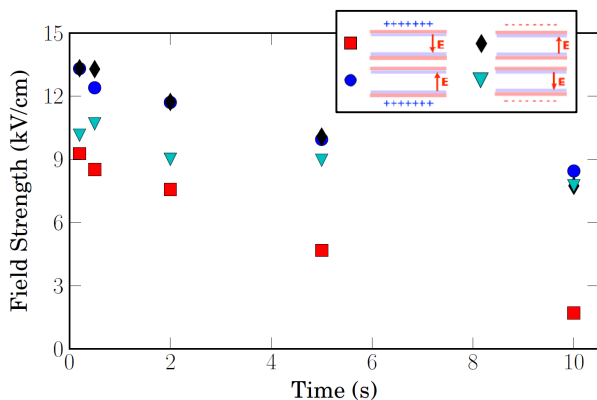 Field Strength (kV/cm)
15
12
9
6
3
0
0
2
4
6
8
10
Time (s)
+++++++
E
E
+++++++
- - - - - - -
E
E
- - - - - - -